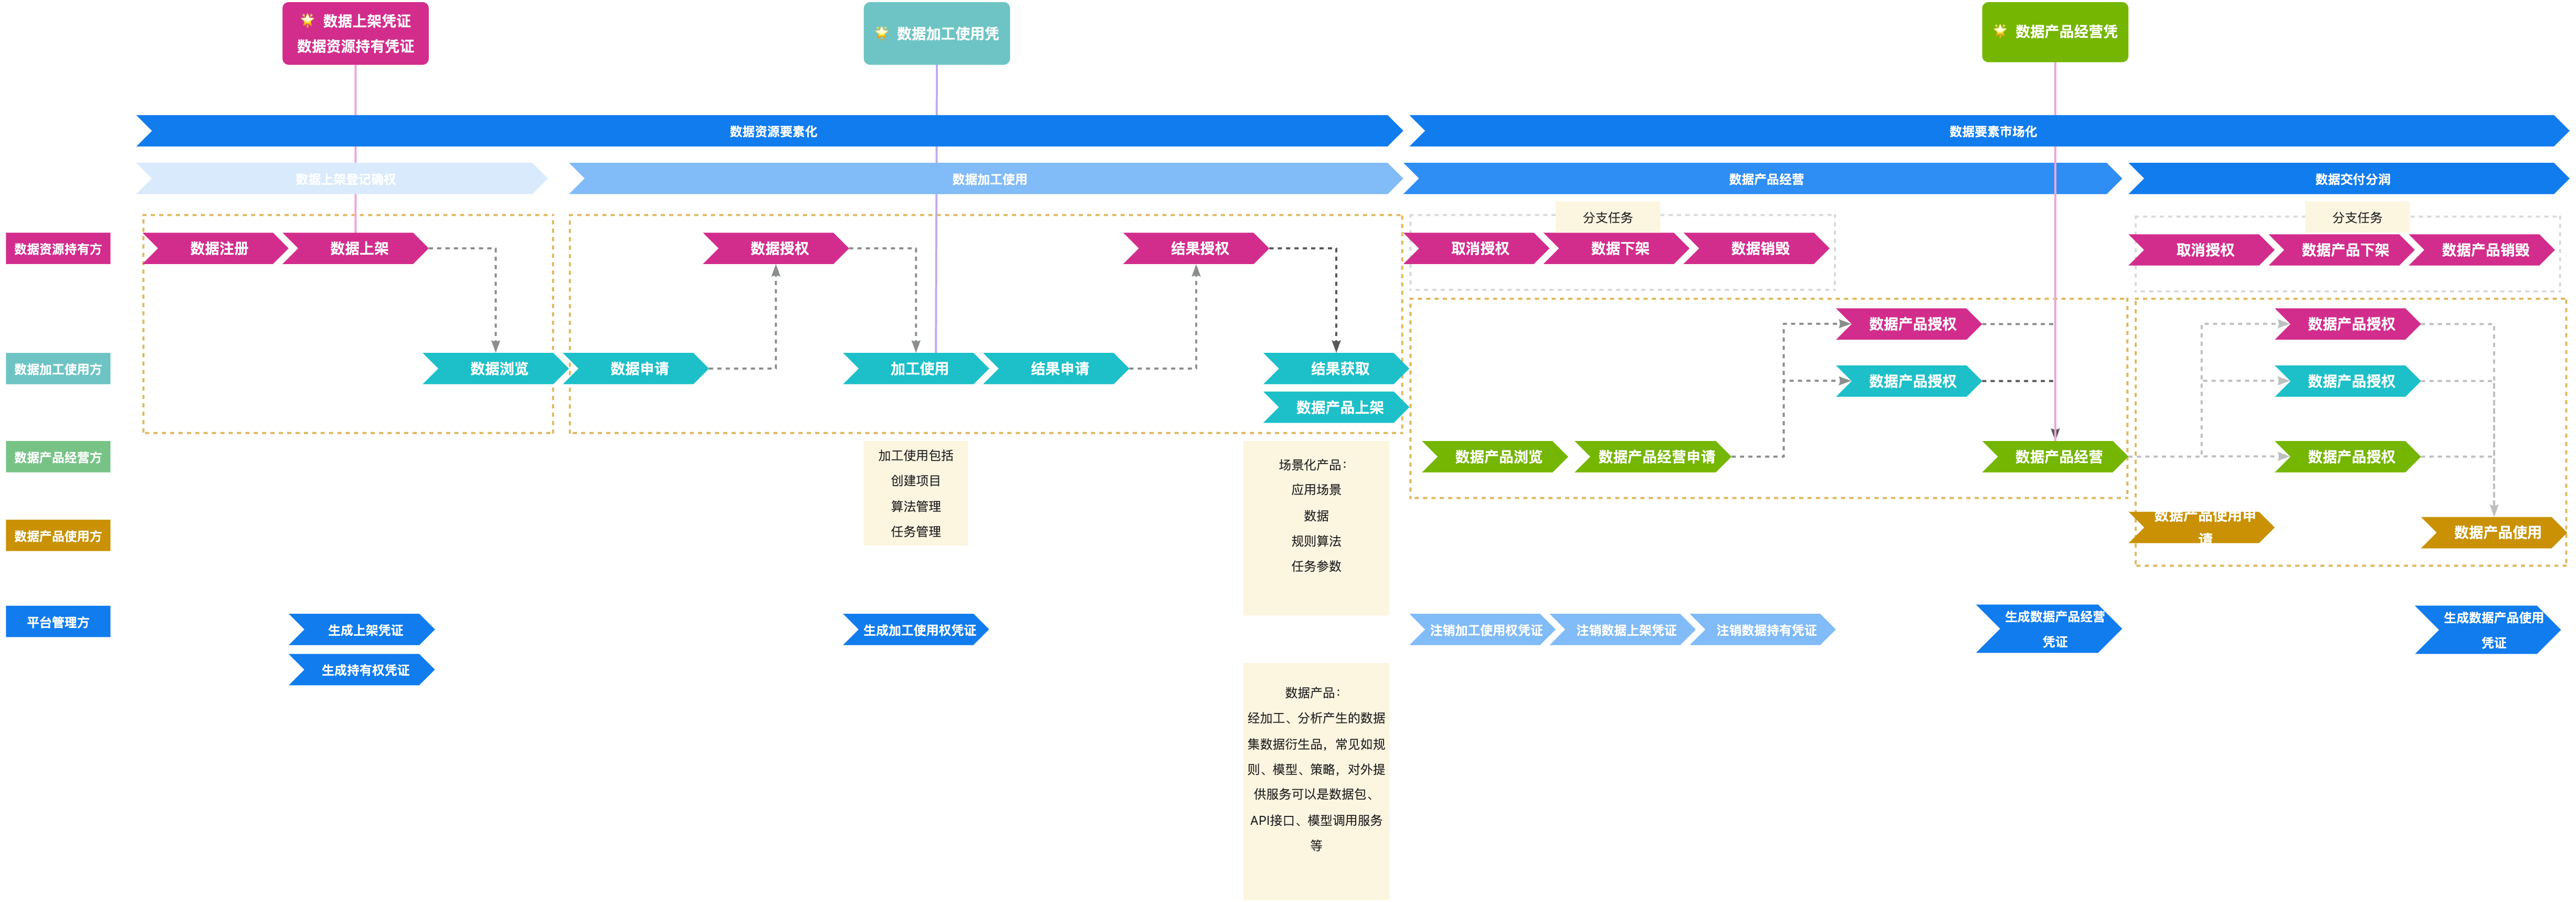 🌟 数据上架凭证
数据资源持有凭证
🌟 数据加工使用凭
🌟 数据产品经营凭
数据资源要素化
数据要素市场化
数据上架登记确权
数据加工使用
数据产品经营
数据交付分润
分支任务
分支任务
数据资源持有方
数据注册
数据上架
数据授权
结果授权
取消授权
数据下架
数据销毁
取消授权
数据产品下架
数据产品销毁
数据产品授权
数据产品授权
数据加工使用方
数据浏览
数据申请
加工使用
结果申请
结果获取
数据产品授权
数据产品授权
数据产品上架
数据产品经营方
数据产品浏览
数据产品经营申请
数据产品经营
数据产品授权
加工使用包括
创建项目
算法管理
任务管理
场景化产品：
应用场景
数据
规则算法
任务参数
数据产品使用方
数据产品使用申
请
数据产品使用
平台管理方
生成上架凭证
生成持有权凭证
生成加工使用权凭证
注销加工使用权凭证
注销数据上架凭证
注销数据持有凭证
生成数据产品经营
凭证
生成数据产品使用
凭证
数据产品：
经加工、分析产生的数据
集数据衍生品，常见如规
则、模型、策略，对外提
供服务可以是数据包、
API接口、模型调用服务
等